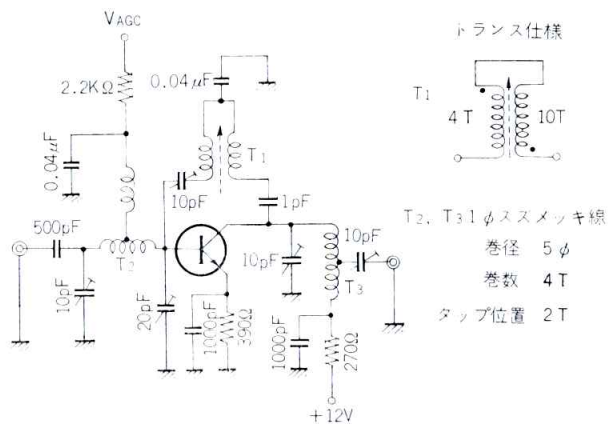 VAGC
2.2KΩ
0.04μF
0.04μF
T1
10pF
1pF
500pF
T2
10pF
20pF
1000pF
390Ω
10pF
10pF
T3
1000pF
270Ω
+12V
トランス仕様
T1
4T
10T
T2, T3 1φススメッキ線
巻径 5φ
巻数 4T
タップ位置 2T